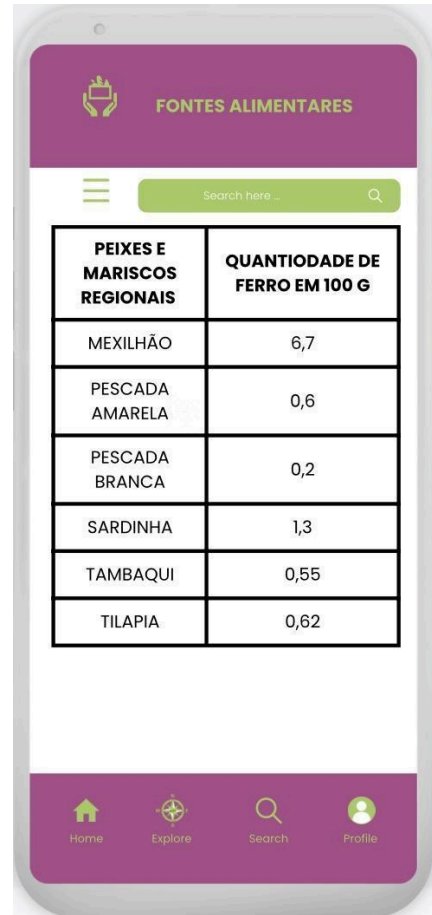 FONTES ALIMENTARES
Search here ...
PEIXES E
MARISCOS
REGIONAIS
QUANTIODADE DE
FERRO EM 100 G
MEXILHÃO
6,7
PESCADA
AMARELA
0,6
PESCADA
BRANCA
0,2
SARDINHA
1,3
TAMBAQUI
0,55
TILAPIA
0,62
Home
Explore
Search
Profile